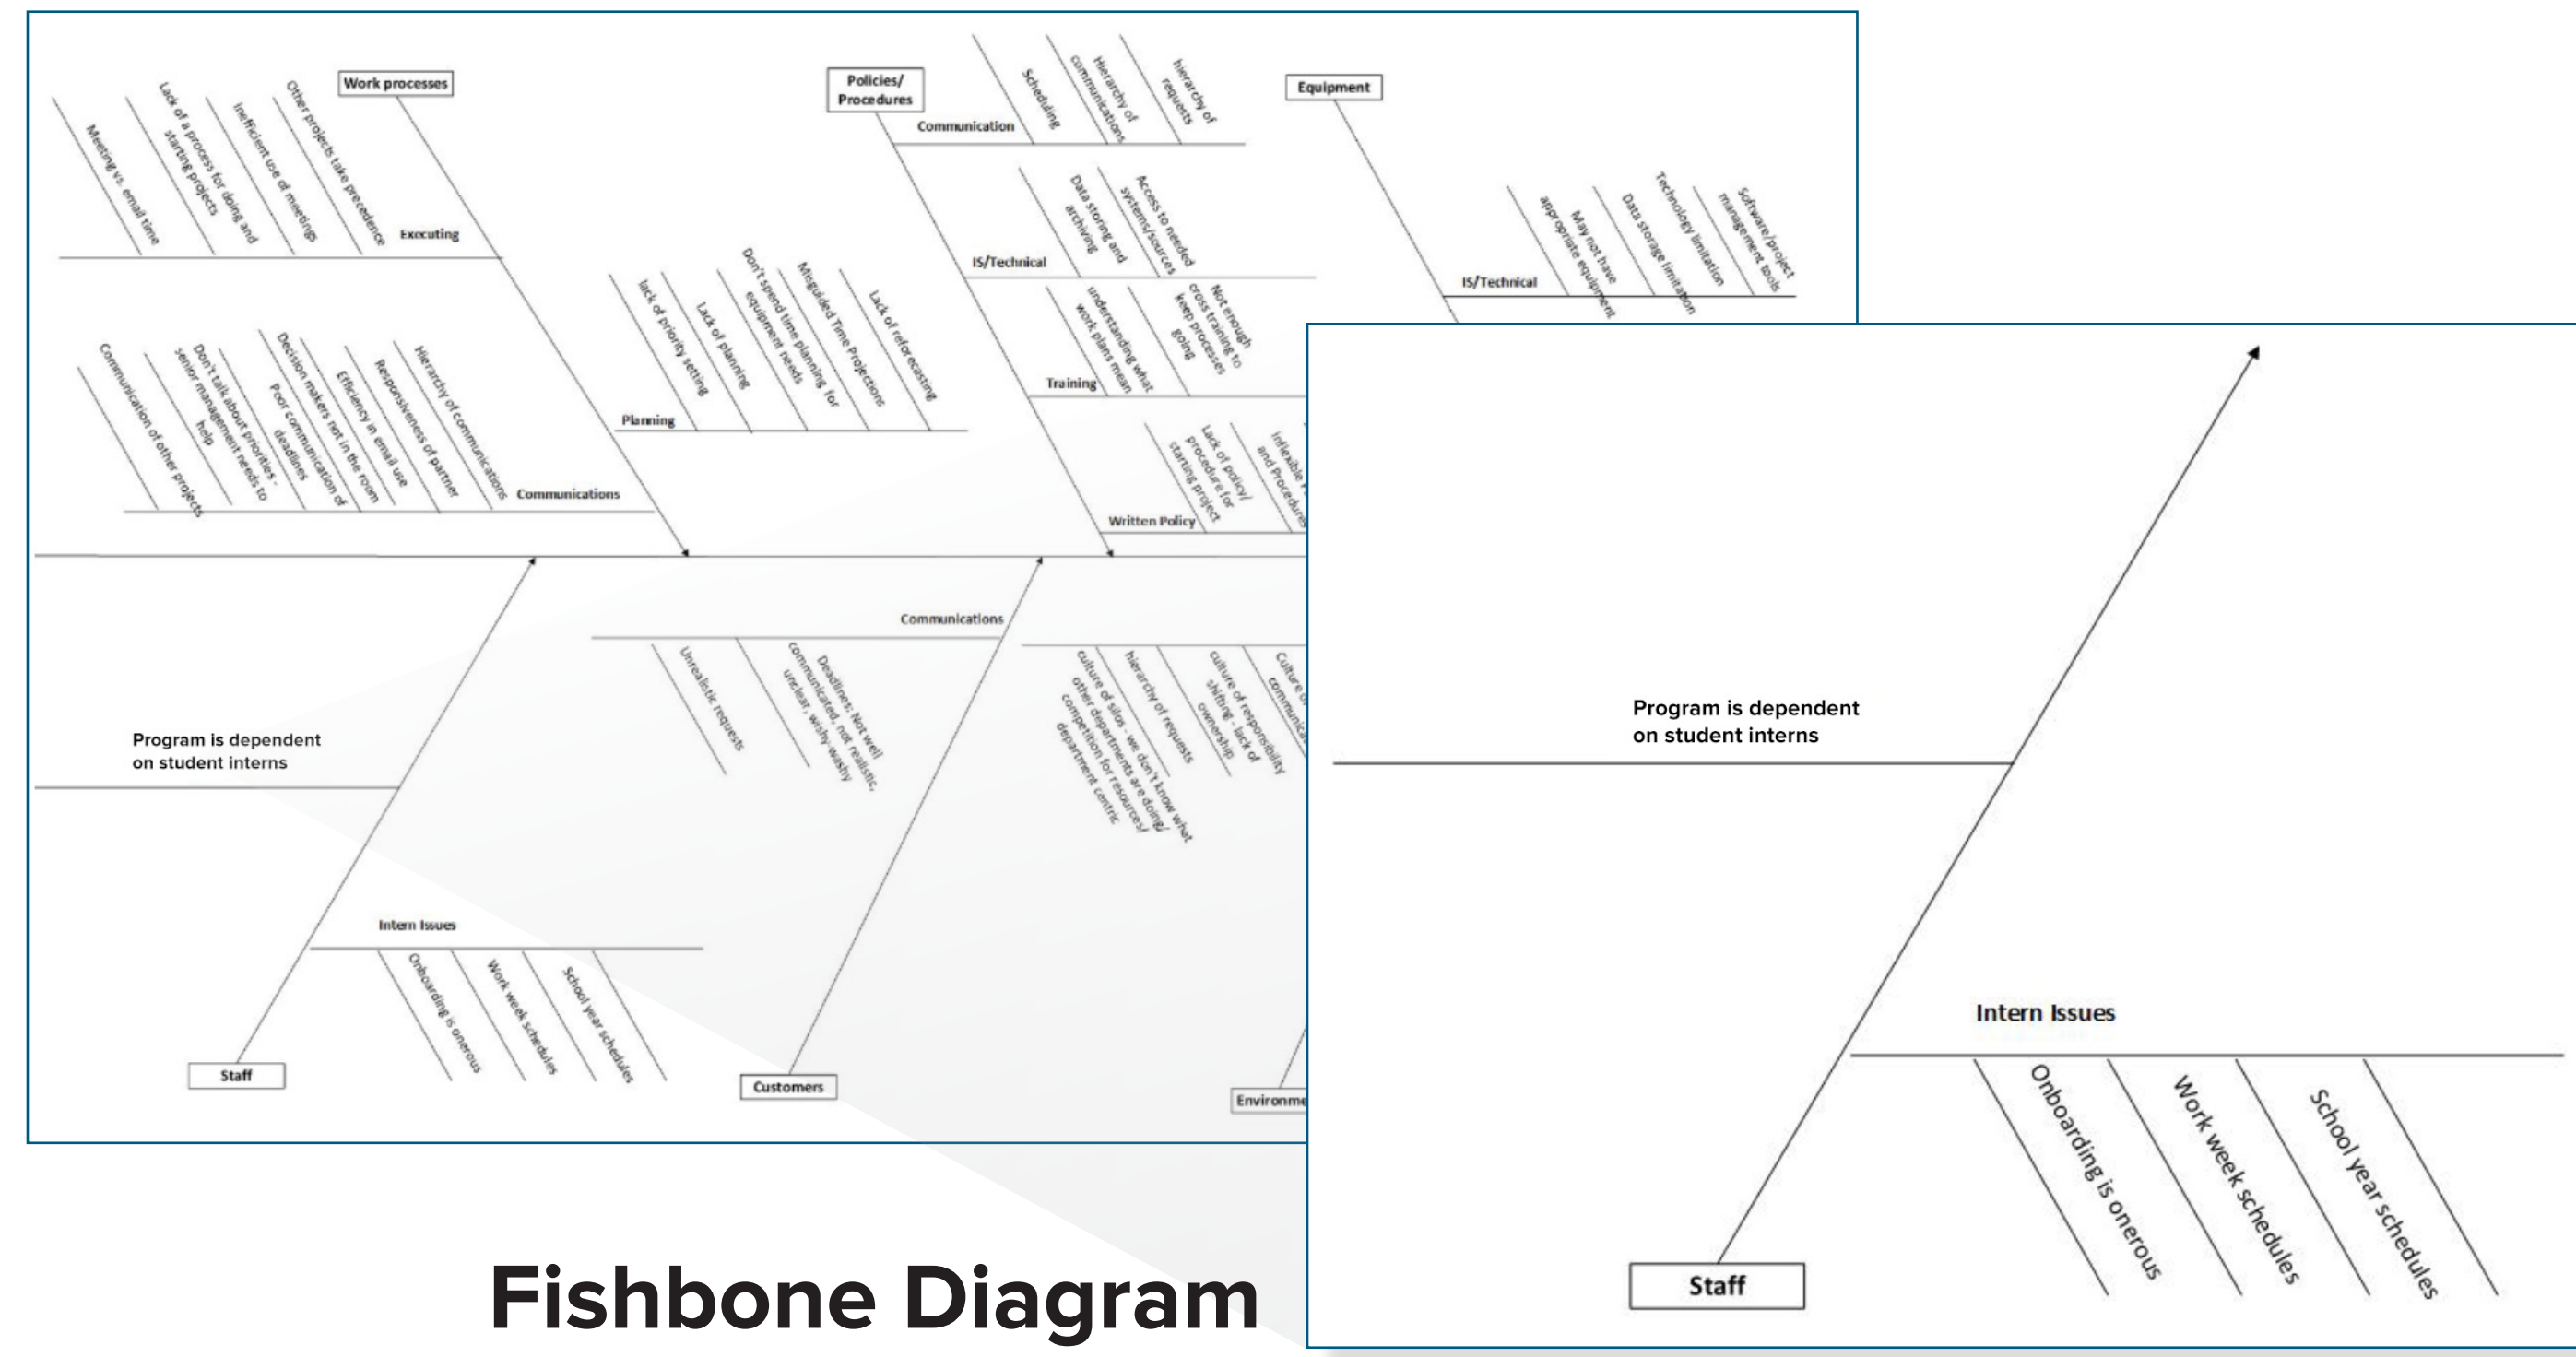 Work processes
Other projects take precedence
Inefficient use of meetings
Lack of a process for doing and
starting projects
Meeting vs. email time
Executing
Hierarchy of communications
Responsiveness of partner
Efficiency in email use
Decision makers not in the room
Poor communication of
deadlines
Don't talk about priorities -
senior management needs to
help
Communication of other projects
Communications
lack of priority setting
Lack of planning
Don't spend time planning for
equipment needs
Misguided Time Projections
Lack of reforecasting
Planning
Policies/
Procedures
Scheduling
Hierarchy of
communications
hierarchy of
requests
Communication
Data storing and
archiving
Access to needed
systems/sources
IS/Technical
understanding what
work plans mean
Not enough
cross training to
keep processes
going
Training
Lack of policy/
procedure for
starting project
inflexible
and Procedures
Written Policy
Equipment
May not have
appropriate equipment
Data storage limitation
Technology limitation
Software/project
management tools
IS/Technical
Program is dependent
on student interns
Intern Issues
Onboarding is onerous
Work week schedules
School year schedules
Staff
Communications
Unrealistic requests
Deadlines: Not well
communicated, not realistic,
unclear, wishy-washy
Customers
culture of silos - we don't know what
other departments are doing/
competition for resources/
department centric
hierarchy of requests
culture of responsibility
shifting - lack of
ownership
Culture
Environme
Program is dependent
on student interns
Intern Issues
Onboarding is onerous
Work week schedules
School year schedules
Staff
Fishbone Diagram